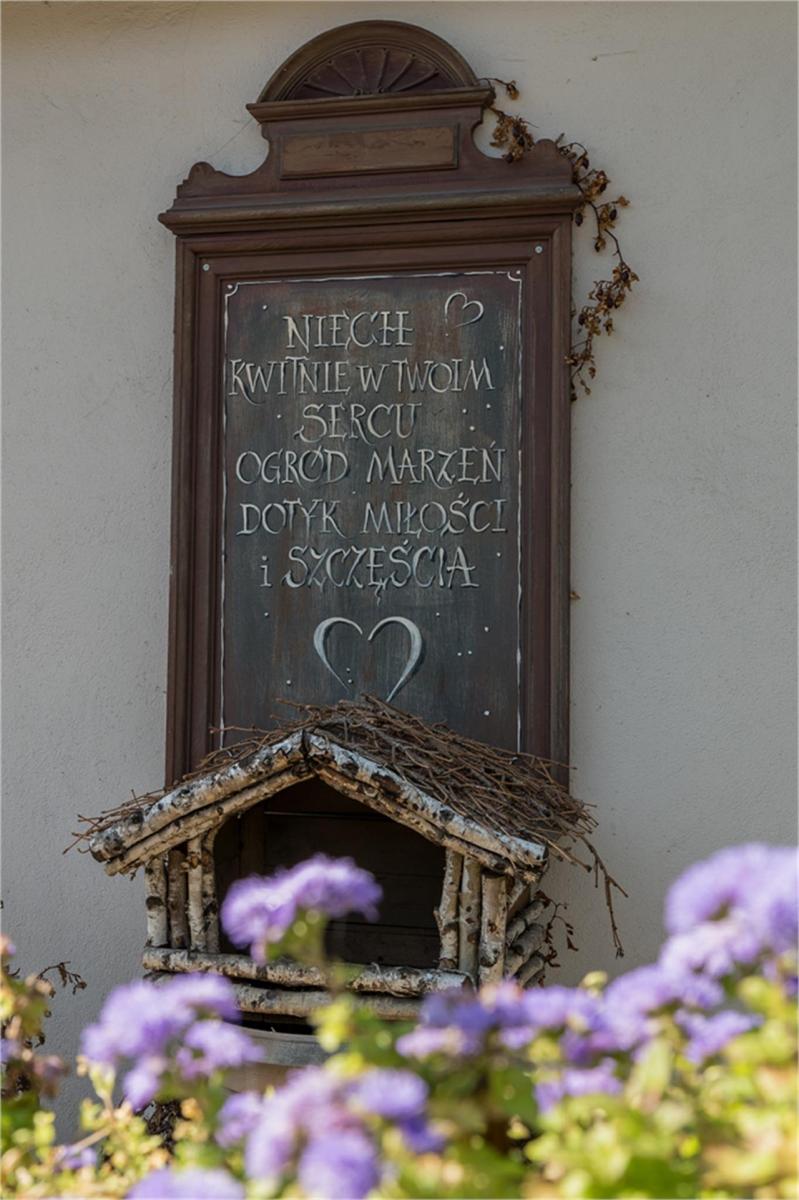 NIECH
KWITNIE W TWOIM
SERCU
OGRÓD MARZEŃ
DOTYK MIŁOŚCI
i SZCZĘŚCIA